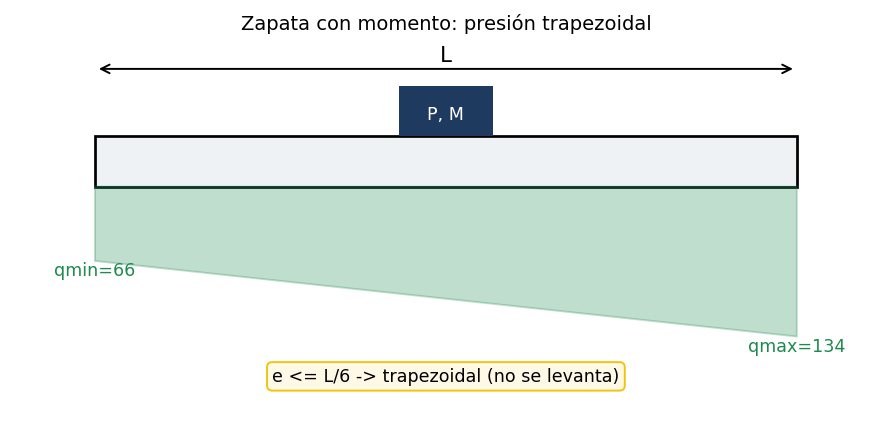 Zapata con momento: presión trapezoidal
L
P, M
qmin=66
qmax=134
e <= L/6 -> trapezoidal (no se levanta)